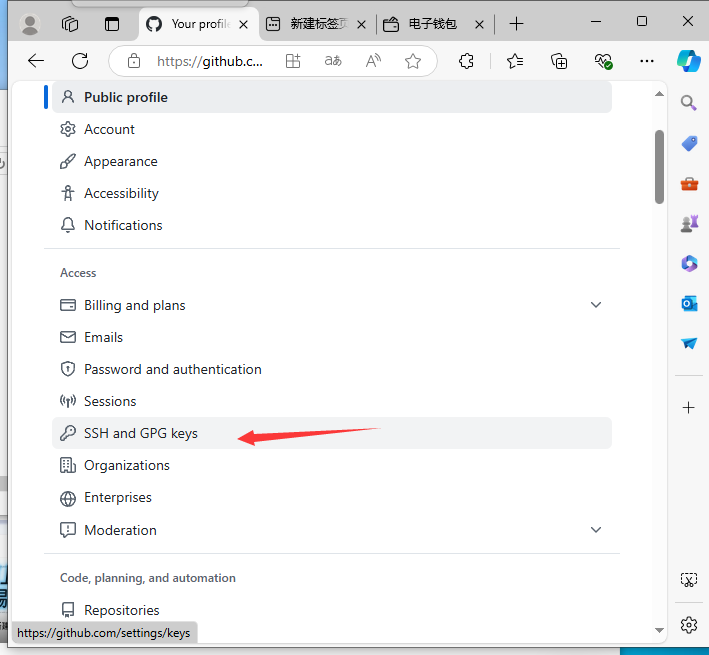 Your profile
新建标签页
电子钱包
https://github.c...
aあ
A
Public profile
Account
Appearance
Accessibility
Notifications
Access
Billing and plans
Emails
Password and authentication
Sessions
SSH and GPG keys
Organizations
Enterprises
Moderation
Code, planning, and automation
Repositories
https://github.com/settings/keys